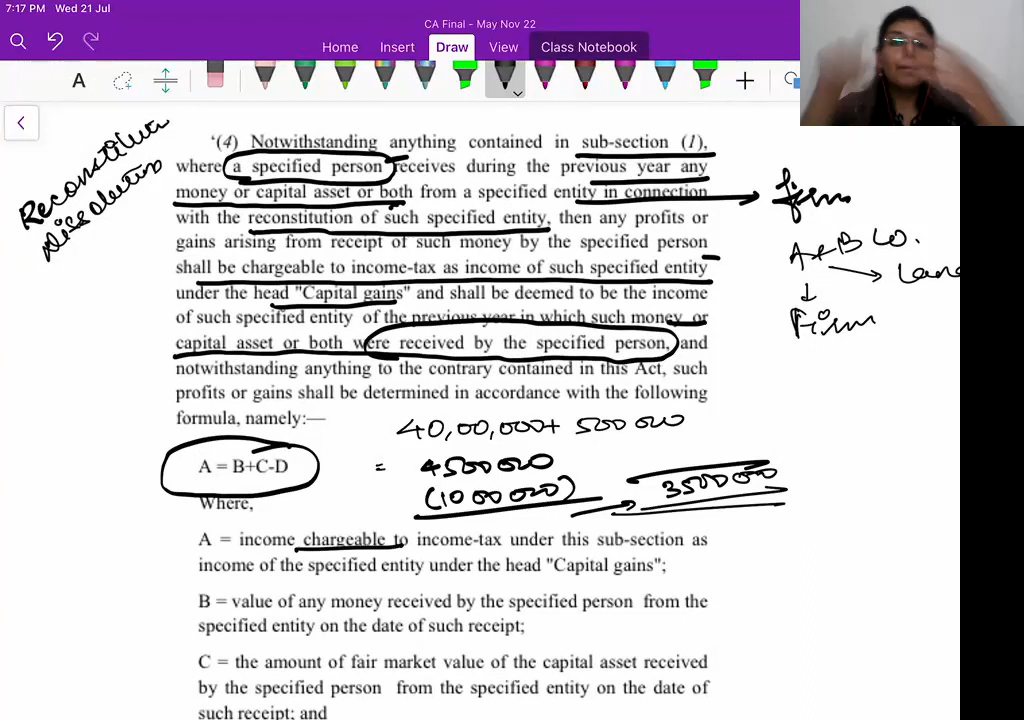 7:17 PM Wed 21 Jul
CA Final - May Nov 22
Home Insert Draw View Class Notebook
A
'(4) Notwithstanding anything contained in sub-section (1),
where a specified person receives during the previous year any
money or capital asset or both from a specified entity in connection
with the reconstitution of such specified entity, then any profits or
gains arising from receipt of such money by the specified person
shall be chargeable to income-tax as income of such specified entity
under the head "Capital gains" and shall be deemed to be the income
of such specified entity of the previous year in which such money or
capital asset or both were received by the specified person, and
notwithstanding anything to the contrary contained in this Act, such
profits or gains shall be determined in accordance with the following
formula, namely:—
40,00,000+ 500000
A = B+C-D = 4500000
(1000000) 3500000
Where,
A = income chargeable to income-tax under this sub-section as
income of the specified entity under the head "Capital gains";
B = value of any money received by the specified person from the
specified entity on the date of such receipt;
C = the amount of fair market value of the capital asset received
by the specified person from the specified entity on the date of
such receipt; and
firm
A & B Co.
Firm